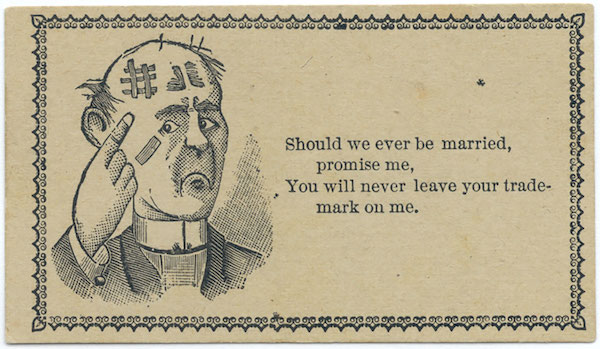 Should we ever be married,
promise me,
You will never leave your trade-
mark on me.